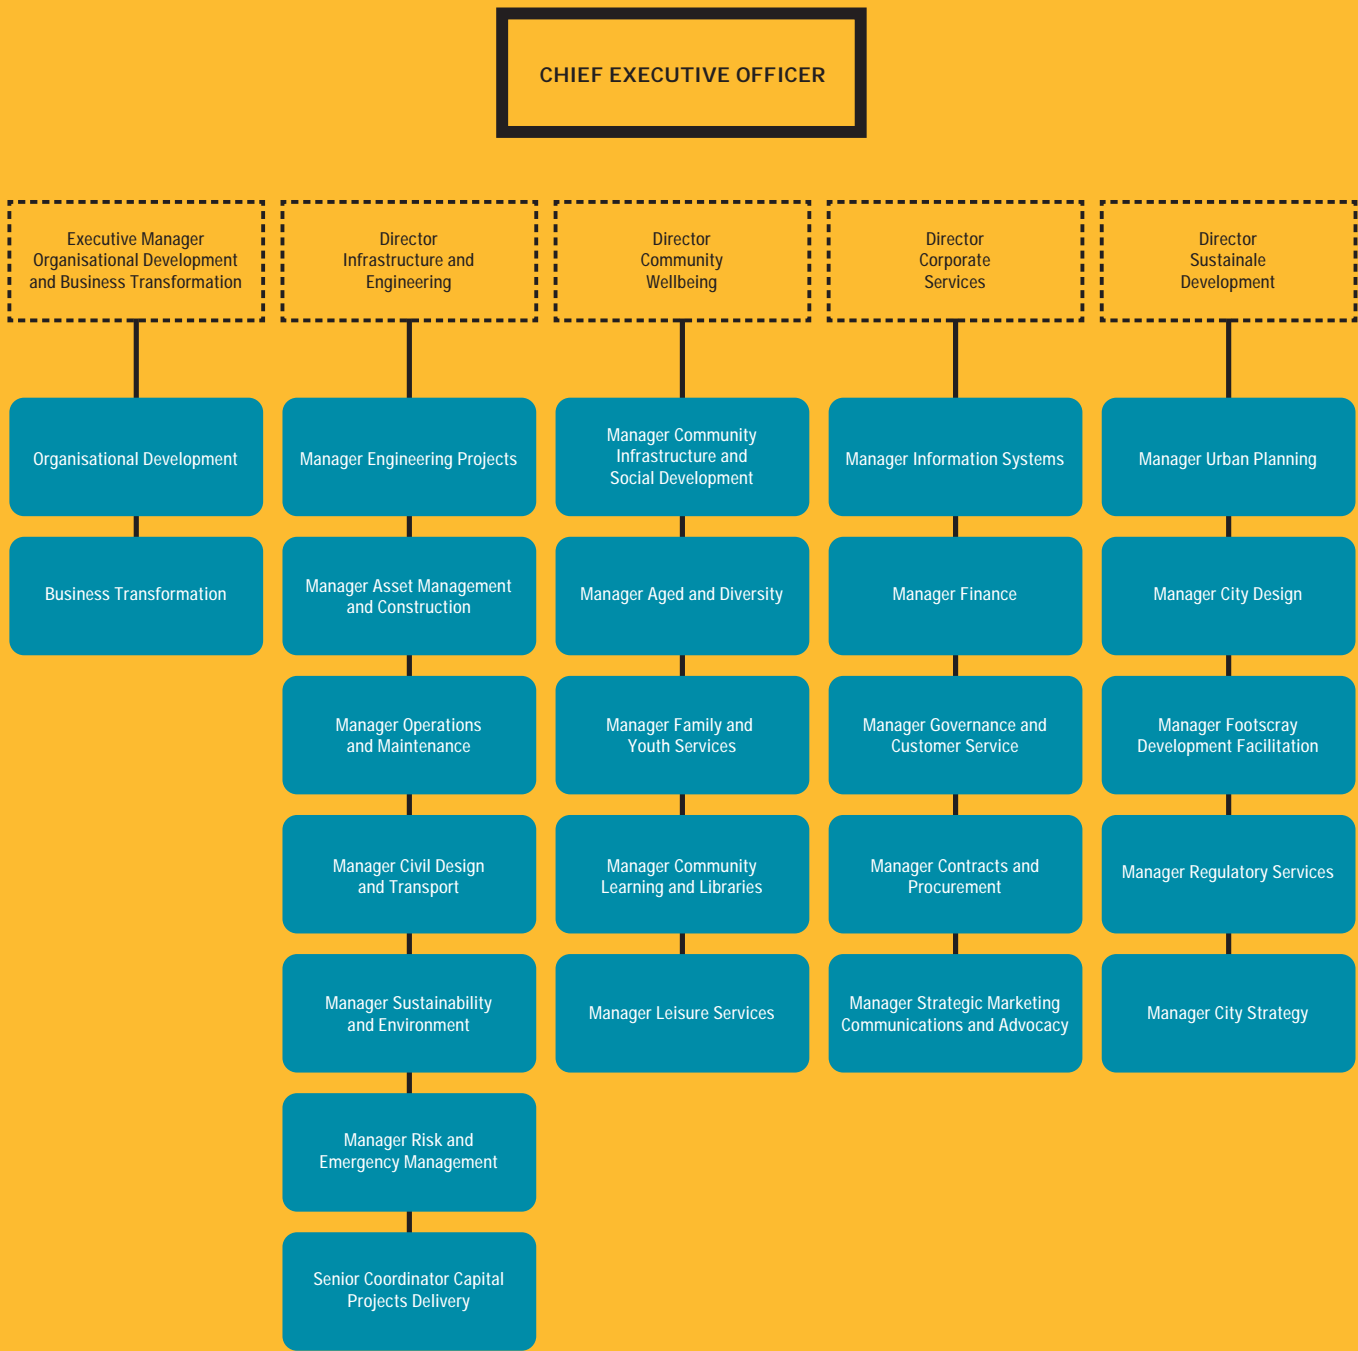 CHIEF EXECUTIVE OFFICER
Executive Manager
Organisational Development
and Business Transformation
Director
Infrastructure and
Engineering
Director
Community
Wellbeing
Director
Corporate
Services
Director
Sustainale
Development
Organisational Development
Business Transformation
Manager Engineering Projects
Manager Asset Management
and Construction
Manager Operations
and Maintenance
Manager Civil Design
and Transport
Manager Sustainability
and Environment
Manager Risk and
Emergency Management
Senior Coordinator Capital
Projects Delivery
Manager Community
Infrastructure and
Social Development
Manager Aged and Diversity
Manager Family and
Youth Services
Manager Community
Learning and Libraries
Manager Leisure Services
Manager Information Systems
Manager Finance
Manager Governance and
Customer Service
Manager Contracts and
Procurement
Manager Strategic Marketing
Communications and Advocacy
Manager Urban Planning
Manager City Design
Manager Footscray
Development Facilitation
Manager Regulatory Services
Manager City Strategy